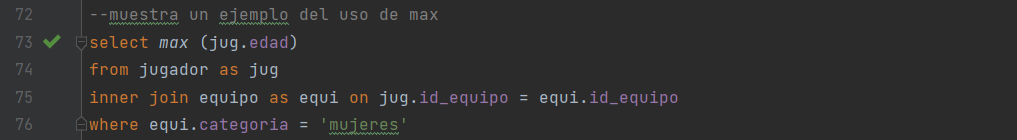 72 --muestra un ejemplo del uso de max
73 select max (jug.edad)
74 from jugador as jug
75 inner join equipo as equi on jug.id_equipo = equi.id_equipo
76 where equi.categoria = 'mujeres'